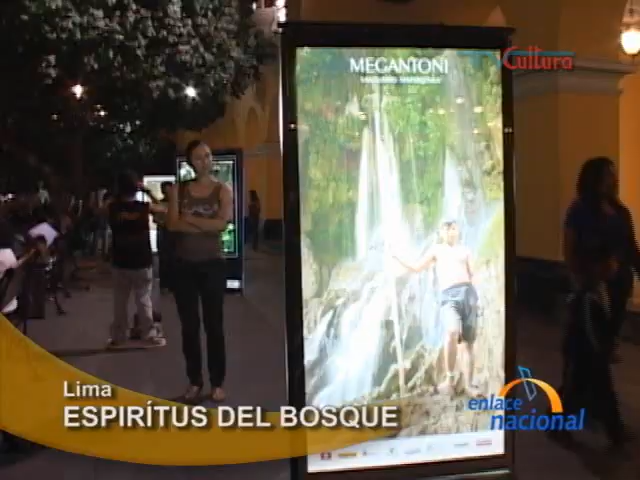 MEGANTONI
Cultura
Lima
ESPIRÍTUS DEL BOSQUE
enlace
nacional